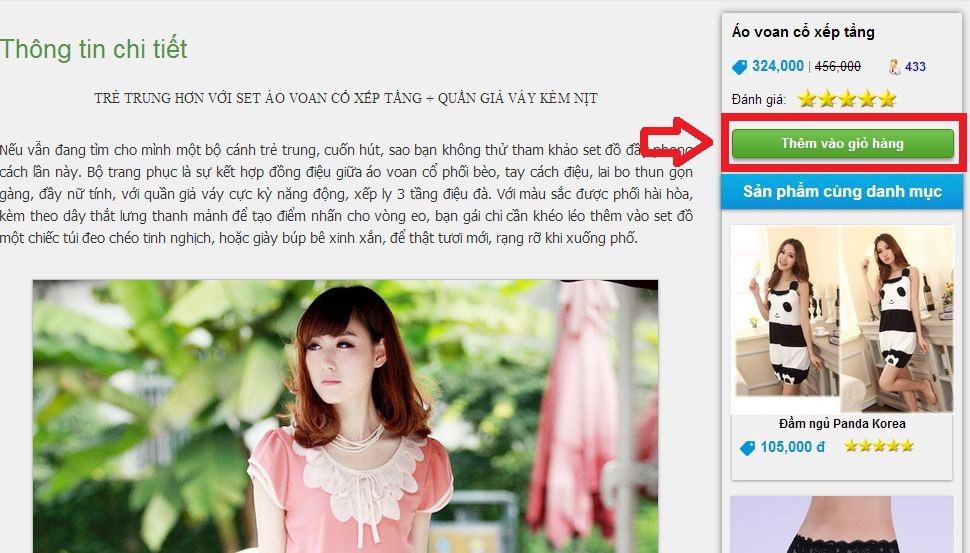 Thông tin chi tiết
TRẺ TRUNG HƠN VỚI SET ÁO VOAN CỔ XẾP TẦNG + QUẦN GIẢ VÁY KÈM NỊT
Nếu vẫn đang tìm cho mình một bộ cánh trẻ trung, cuốn hút, sao bạn không thử tham khảo set đồ đầy phong
cách lần này. Bộ trang phục là sự kết hợp đồng điệu giữa áo voan cổ phối bèo, tay cách điệu, lai bo thun gọn
gàng, đầy nữ tính, với quần giả váy cực kỳ năng động, xếp ly 3 tầng điệu đà. Với màu sắc được phối hài hòa,
kèm theo dây thắt lưng thanh mảnh để tạo điểm nhấn cho vòng eo, bạn gái chỉ cần khéo léo thêm vào set đồ
một chiếc túi đeo chéo tinh nghịch, hoặc giày búp bê xinh xắn, để thật tươi mới, rạng rỡ khi xuống phố.
Áo voan cổ xếp tầng
324,000 | 456,000 433
Đánh giá:
Thêm vào giỏ hàng
Sản phẩm cùng danh mục
Đầm ngủ Panda Korea
105,000 đ